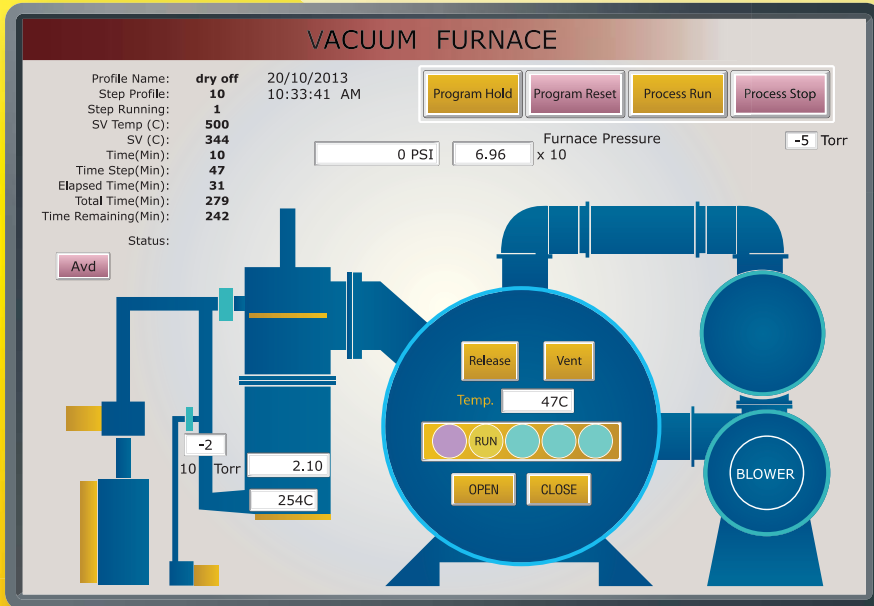 VACUUM FURNACE
Profile Name: dry off
Step Profile: 10
Step Running: 1
SV Temp (C): 500
SV (C): 344
Time(Min): 10
Time Step(Min): 47
Elapsed Time(Min): 31
Total Time(Min): 279
Time Remaining(Min): 242
Status:
Avd
20/10/2013
10:33:41 AM
Program Hold
Program Reset
Process Run
Process Stop
Furnace Pressure
0 PSI
6.96 x 10
-5 Torr
Release
Vent
Temp. 47C
RUN
OPEN
CLOSE
BLOWER
-2
10 Torr
2.10
254C